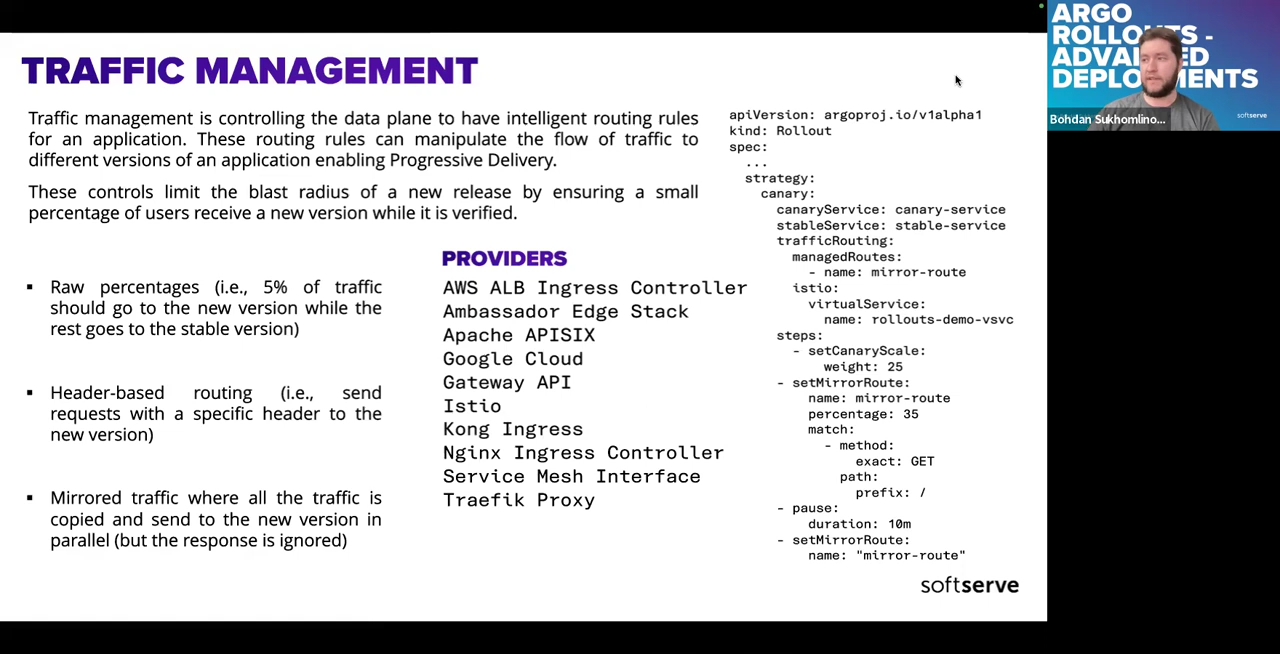 TRAFFIC MANAGEMENT
Traffic management is controlling the data plane to have intelligent routing rules
for an application. These routing rules can manipulate the flow of traffic to
different versions of an application enabling Progressive Delivery.
These controls limit the blast radius of a new release by ensuring a small
percentage of users receive a new version while it is verified.
▪ Raw percentages (i.e., 5% of traffic
should go to the new version while the
rest goes to the stable version)
▪ Header-based routing (i.e., send
requests with a specific header to the
new version)
▪ Mirrored traffic where all the traffic is
copied and send to the new version in
parallel (but the response is ignored)
PROVIDERS
AWS ALB Ingress Controller
Ambassador Edge Stack
Apache APISIX
Google Cloud
Gateway API
Istio
Kong Ingress
Nginx Ingress Controller
Service Mesh Interface
Traefik Proxy
apiVersion: argoproj.io/v1alpha1
kind: Rollout
spec:
  ...
  strategy:
    canary:
      canaryService: canary-service
      stableService: stable-service
      trafficRouting:
        managedRoutes:
          - name: mirror-route
        istio:
          virtualService:
            name: rollouts-demo-vsvc
      steps:
        - setCanaryScale:
            weight: 25
      - setMirrorRoute:
          name: mirror-route
          percentage: 35
          match:
            - method:
                exact: GET
              path:
                prefix: /
      - pause:
          duration: 10m
      - setMirrorRoute:
          name: "mirror-route"
softserve
ARGO
ROLLOUTS -
ADVANCED
DEPLOYMENTS
softserve
Bohdan Sukhomlino...